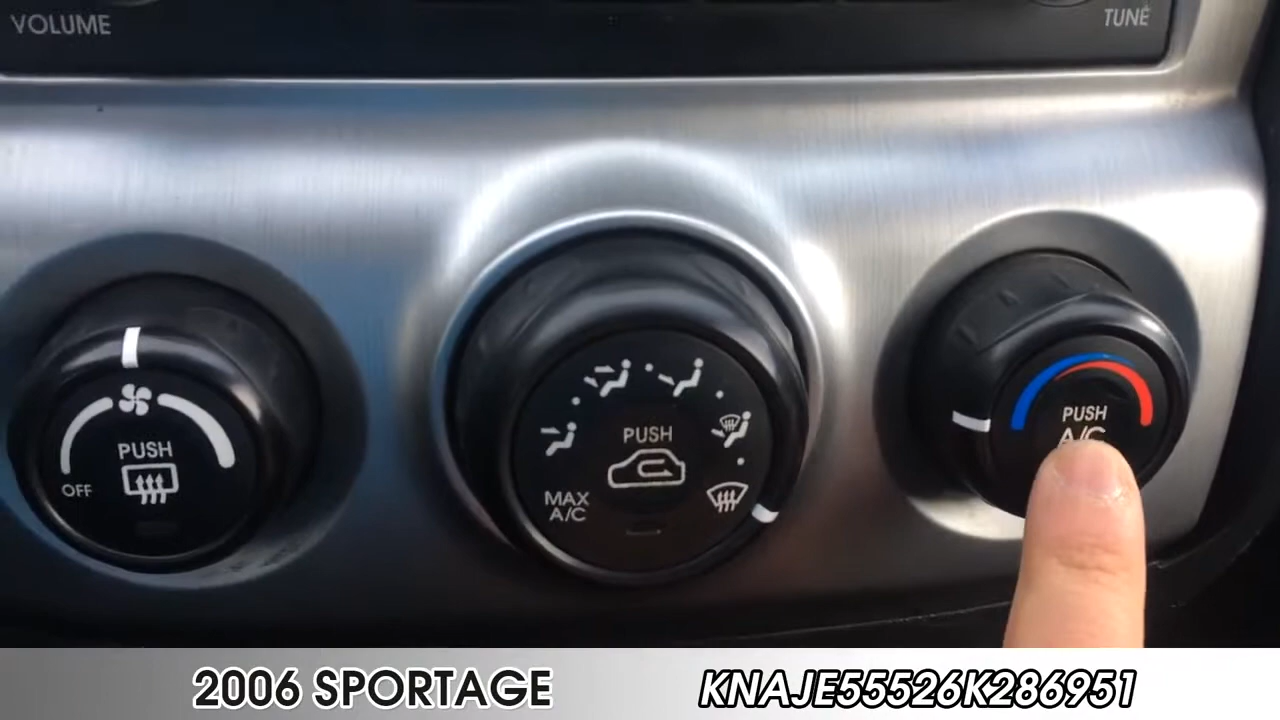 VOLUME
TUNE
PUSH
OFF
PUSH
MAX
A/C
PUSH
A/C
2006 SPORTAGE
KNAJE55526K286951